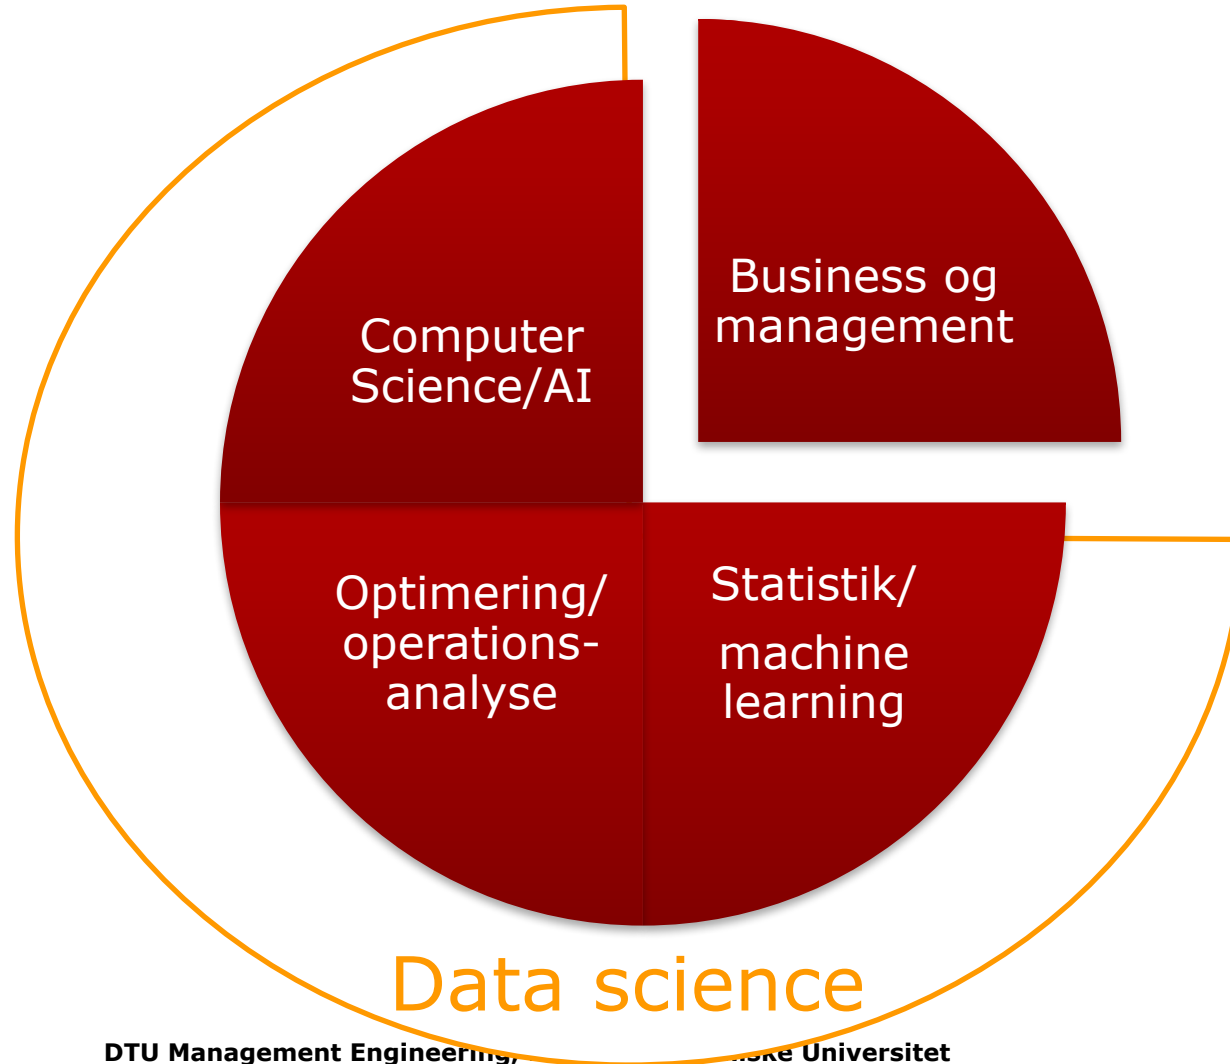 Business og
management
Computer
Science/AI
Optimering/
operations-
analyse
Statistik/
machine
learning
Data science
DTU Management Engineering, Universitet